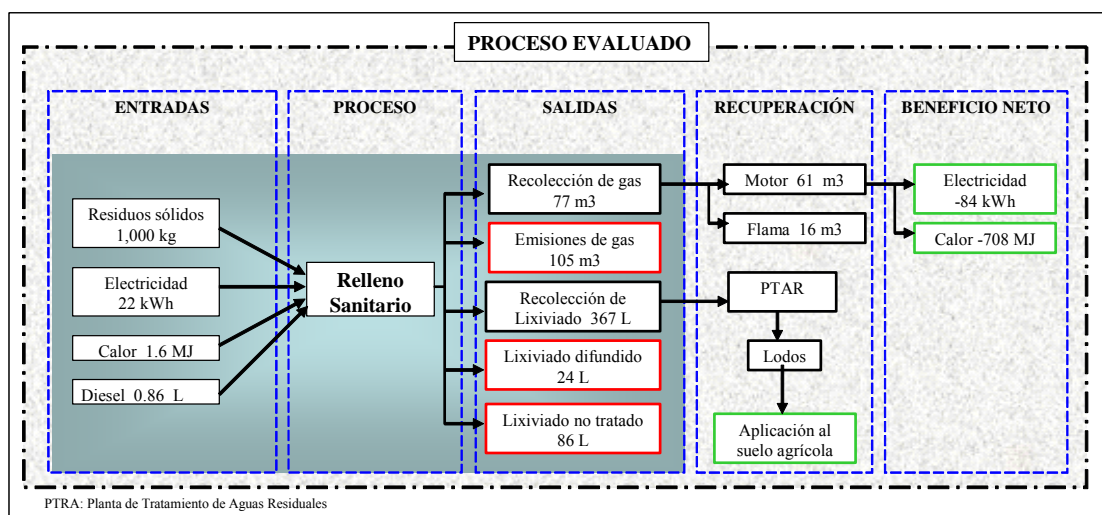 PROCESO EVALUADO
ENTRADAS
PROCESO
SALIDAS
RECUPERACIÓN
BENEFICIO NETO
Residuos sólidos
1,000 kg
Electricidad
22 kWh
Calor 1.6 MJ
Diesel 0.86 L
Relleno
Sanitario
Recolección de gas
77 m3
Emisiones de gas
105 m3
Recolección de
Lixiviado 367 L
Lixiviado difundido
24 L
Lixiviado no tratado
86 L
Motor 61 m3
Flama 16 m3
PTAR
Lodos
Aplicación al
suelo agrícola
Electricidad
-84 kWh
Calor -708 MJ
PTRA: Planta de Tratamiento de Aguas Residuales